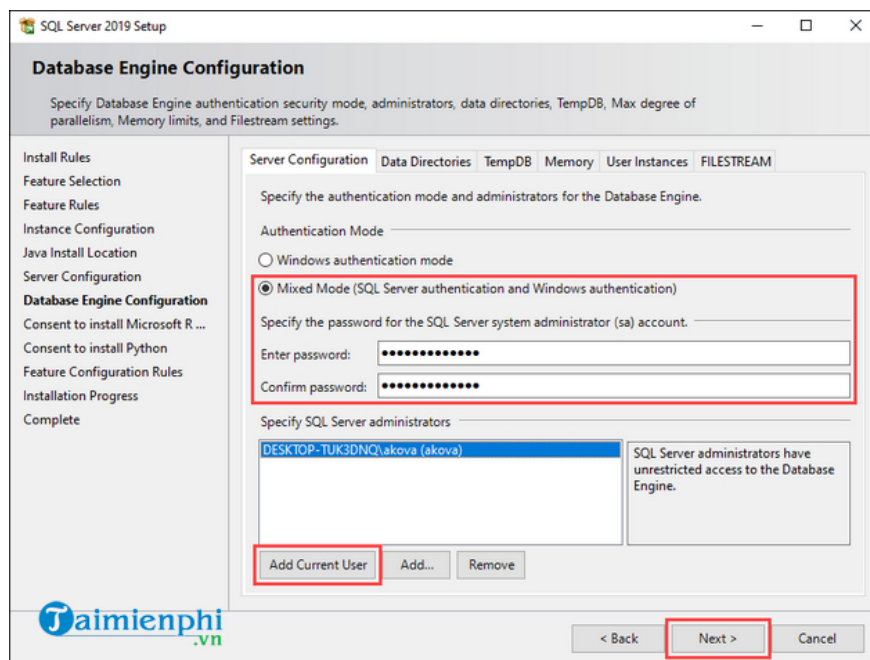 SQL Server 2019 Setup
Database Engine Configuration
Specify Database Engine authentication security mode, administrators, data directories, TempDB, Max degree of
parallelism, Memory limits, and Filestream settings.
Install Rules
Feature Selection
Feature Rules
Instance Configuration
Java Install Location
Server Configuration
Database Engine Configuration
Consent to install Microsoft R ...
Consent to install Python
Feature Configuration Rules
Installation Progress
Complete
Server Configuration Data Directories TempDB Memory User Instances FILESTREAM
Specify the authentication mode and administrators for the Database Engine.
Authentication Mode
Windows authentication mode
Mixed Mode (SQL Server authentication and Windows authentication)
Specify the password for the SQL Server system administrator (sa) account.
Enter password: •••••••••••••
Confirm password: •••••••••••••
Specify SQL Server administrators
DESKTOP-TUK3DNQ\akova (akova)
SQL Server administrators have
unrestricted access to the Database
Engine.
Add Current User Add... Remove
Taimienphi
.vn
< Back Next > Cancel